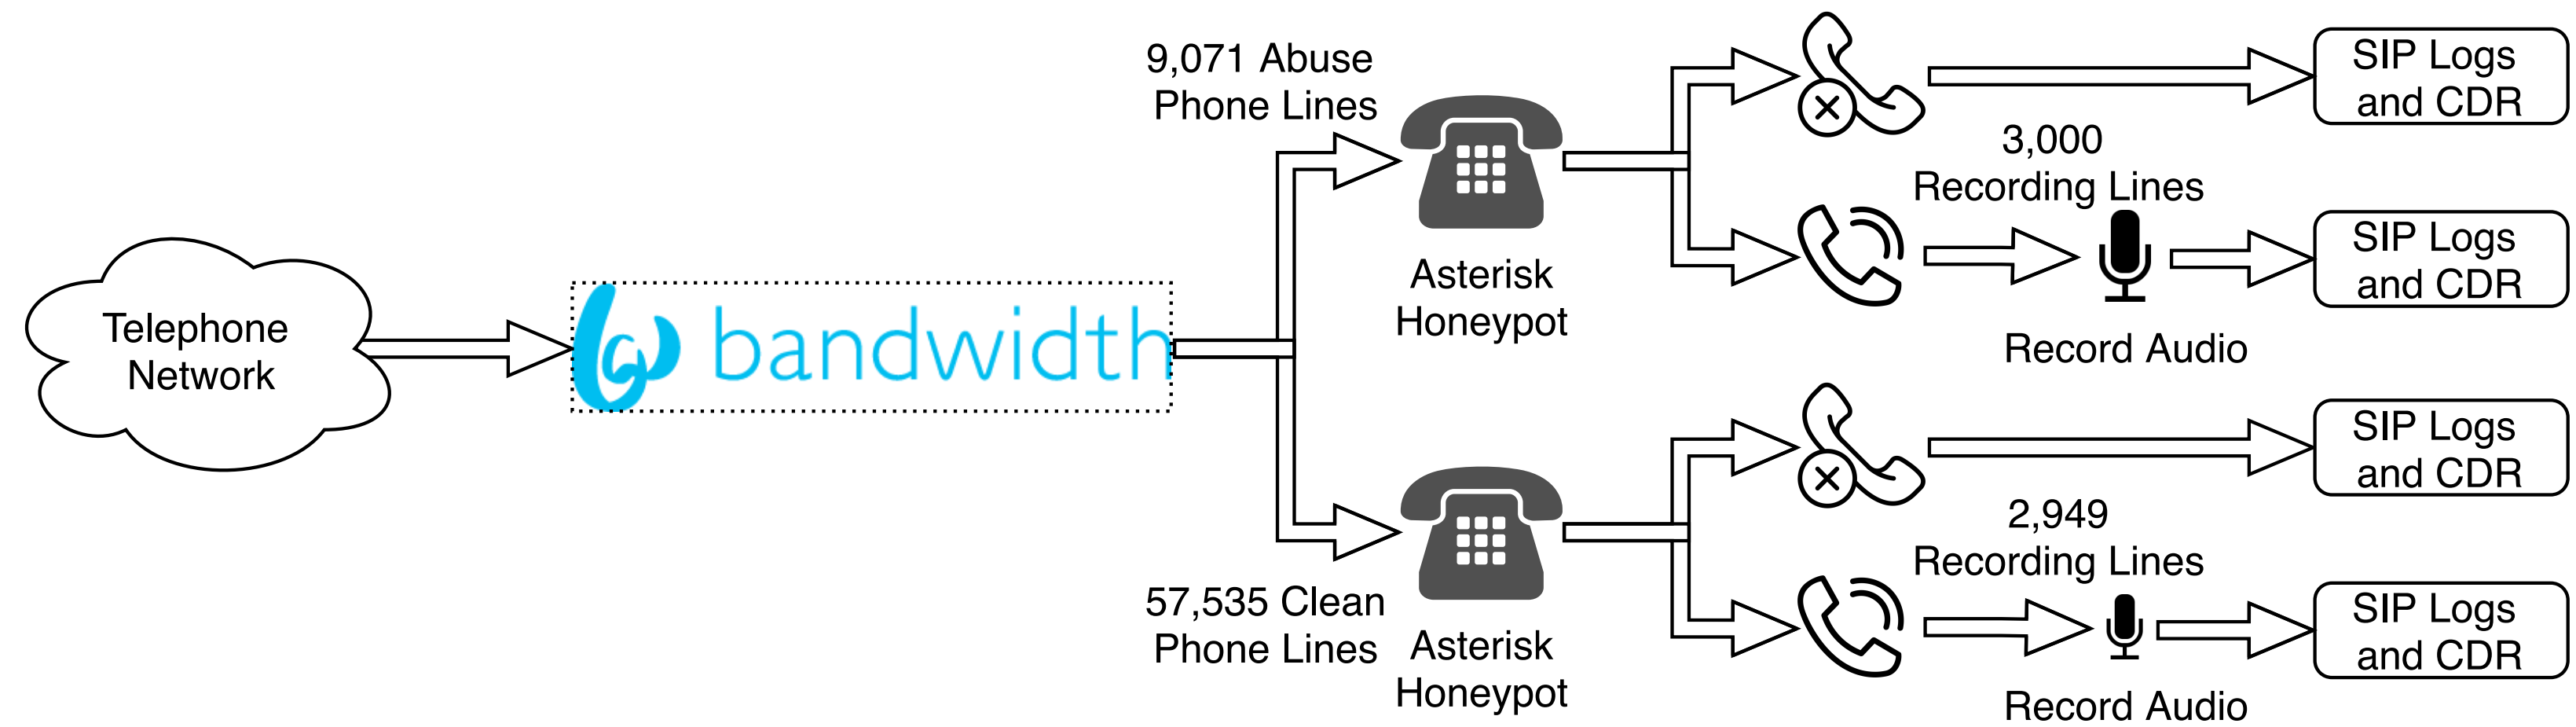 Telephone
Network
bandwidth
9,071 Abuse
Phone Lines
Asterisk
Honeypot
SIP Logs
and CDR
3,000
Recording Lines
Record Audio
SIP Logs
and CDR
57,535 Clean
Phone Lines
Asterisk
Honeypot
SIP Logs
and CDR
2,949
Recording Lines
Record Audio
SIP Logs
and CDR